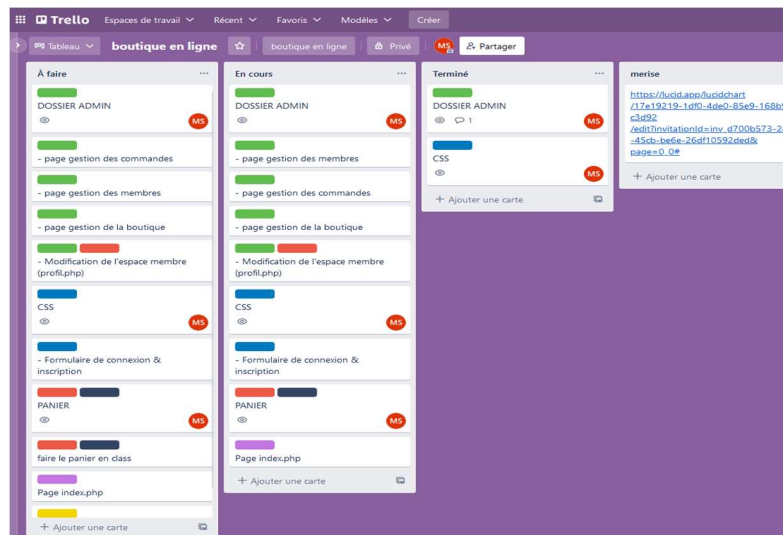 Trello Espaces de travail Récent Favoris Modèles Créer
Tableau boutique en ligne boutique en ligne Privé MS Partager
À faire
DOSSIER ADMIN
MS
- page gestion des commandes
- page gestion des membres
- page gestion de la boutique
- Modification de l'espace membre
(profil.php)
CSS
MS
- Formulaire de connexion &
inscription
PANIER
MS
faire le panier en class
Page index.php
+ Ajouter une carte
En cours
DOSSIER ADMIN
MS
- page gestion des membres
- page gestion des commandes
- page gestion de la boutique
- Modification de l'espace membre
(profil.php)
CSS
MS
- Formulaire de connexion &
inscription
PANIER
MS
Page index.php
+ Ajouter une carte
Terminé
DOSSIER ADMIN
1
MS
CSS
MS
+ Ajouter une carte
merise
https://lucid.app/lucidchart
/17e19219-1df0-4de0-85e9-168b9
c3d92
/edit?invitationId=inv_d700b573-2
-45cb-be6e-26df10592ded&
page=0_0#
+ Ajouter une carte